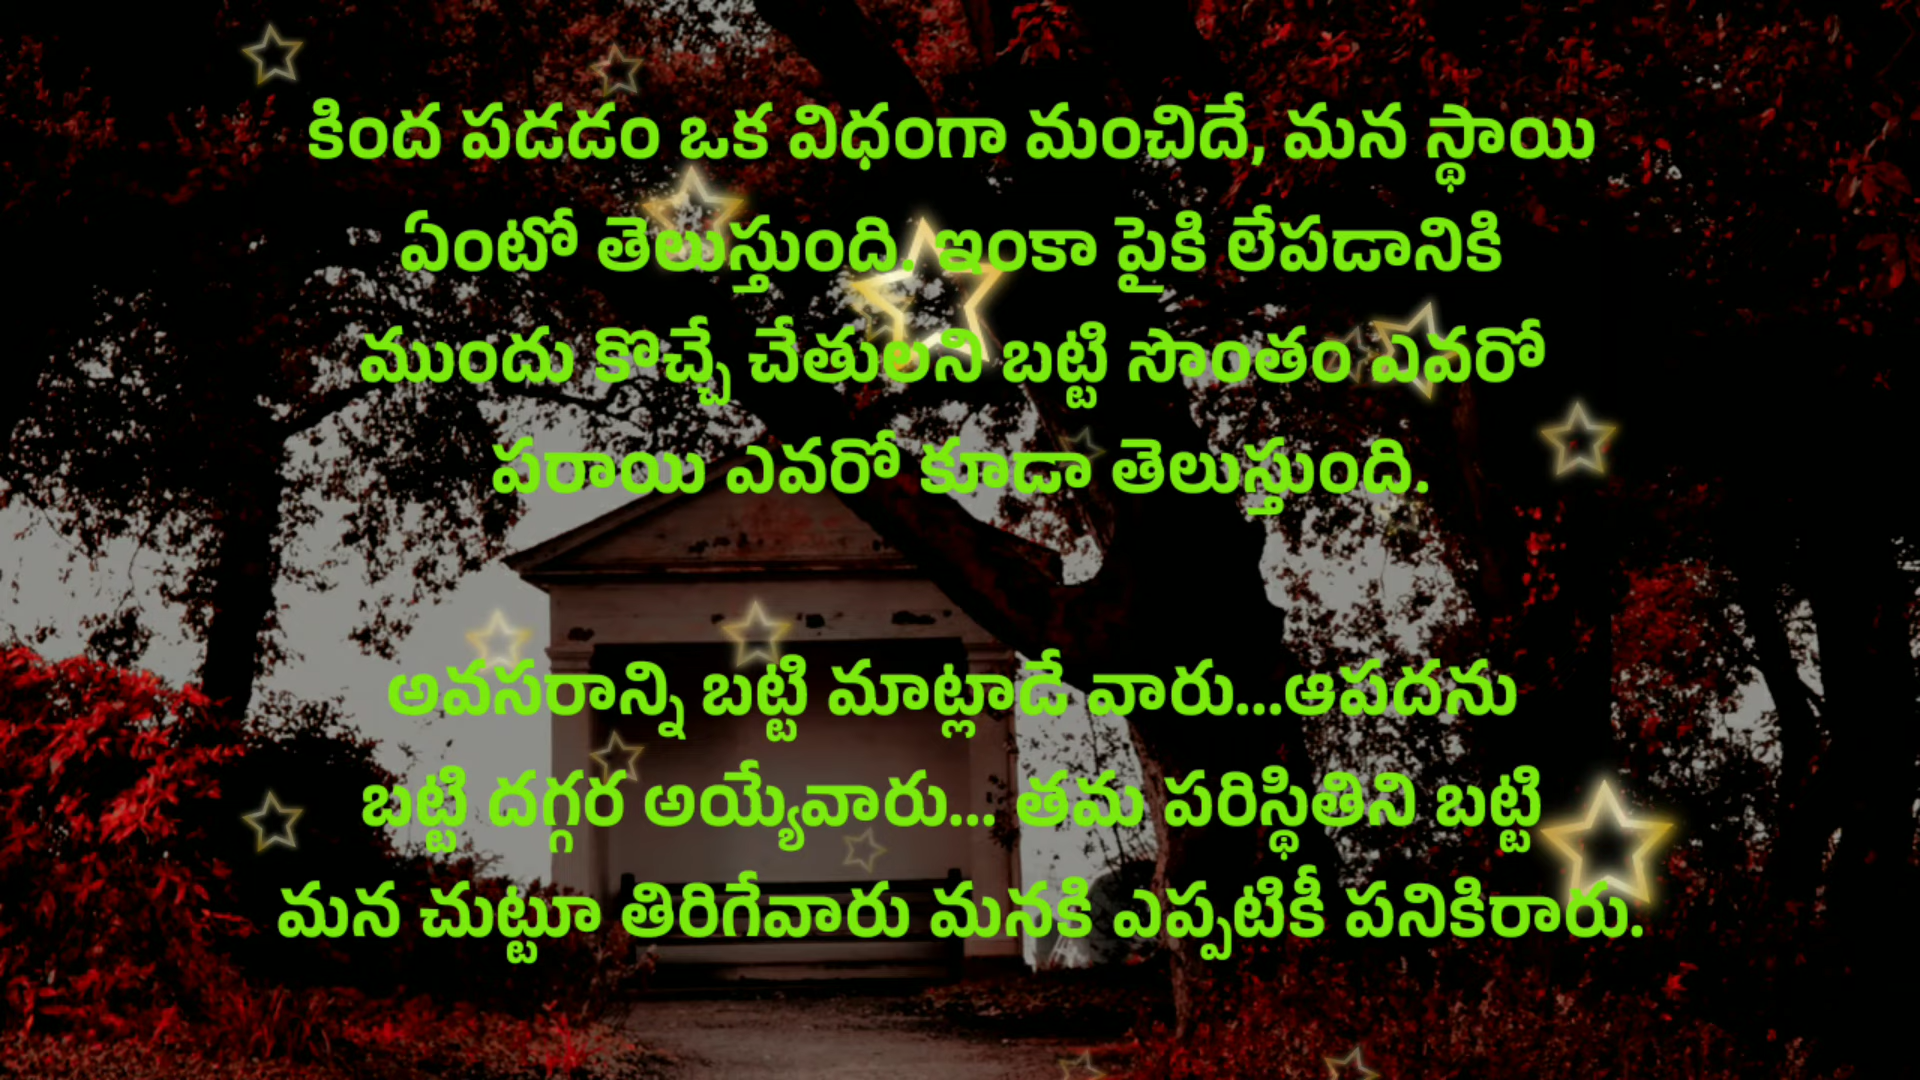 కింద పడడం ఒక విధంగా మంచిదే, మన స్థాయి
ఏంటో తెలుస్తుంది. ఇంకా పైకి లేపడానికి
ముందు కొచ్చే చేతులని బట్టి సొంతం ఎవరో
పరాయి ఎవరో కూడా తెలుస్తుంది.
అవసరాన్ని బట్టి మాట్లాడే వారు...ఆపదను
బట్టి దగ్గర అయ్యేవారు... తమ పరిస్థితిని బట్టి
మన చుట్టూ తిరిగేవారు మనకి ఎప్పటికీ పనికిరారు.